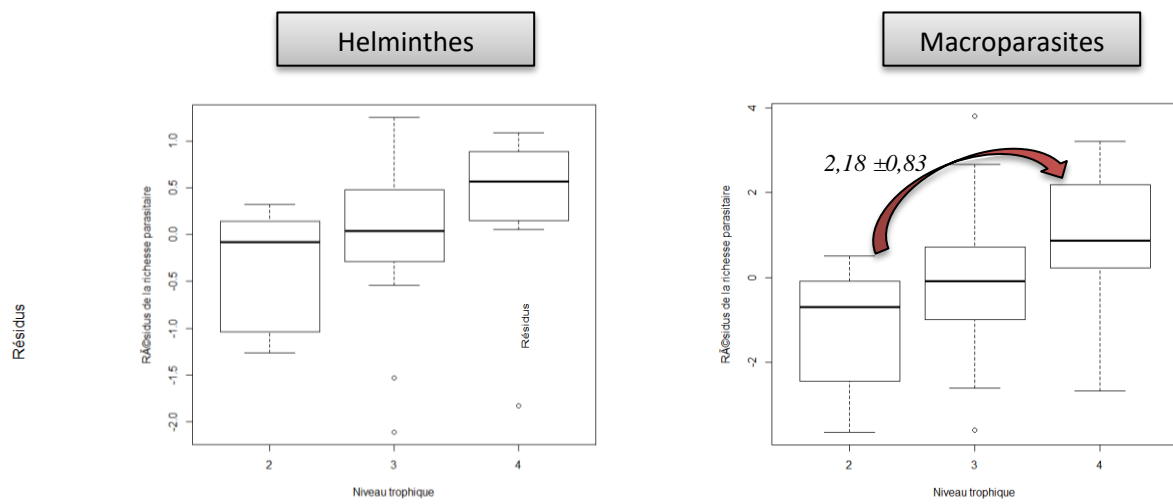 Helminthes
Macroparasites
Résidus
RÃ©sidus de la richesse parasitaire
1.0
0.5
0.0
-0.5
-1.0
-1.5
-2.0
Résidus
2 3 4
Niveau trophique
RÃ©sidus de la richesse parasitaire
4
2
0
-2
2,18 ±0,83
2 3 4
Niveau trophique